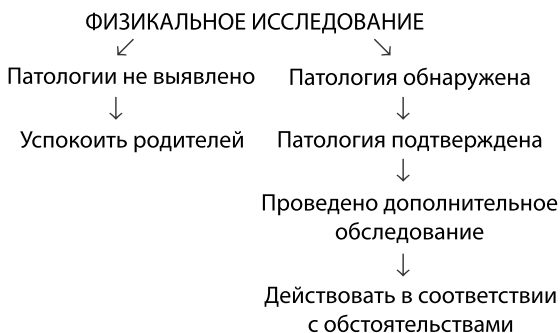 ФИЗИКАЛЬНОЕ ИССЛЕДОВАНИЕ
Патологии не выявлено
Патология обнаружена
Успокоить родителей
Патология подтверждена
Проведено дополнительное
обследование
Действовать в соответствии
с обстоятельствами